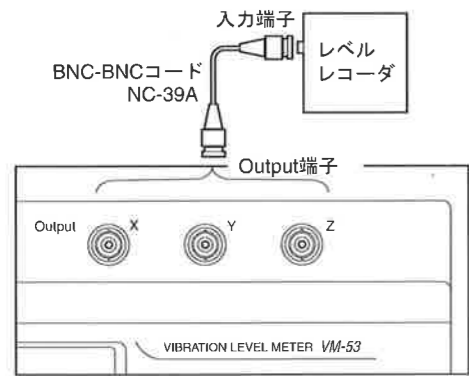 入力端子
レベル
レコーダ
BNC-BNCコード
NC-39A
Output端子
Output X Y Z
VIBRATION LEVEL METER VM-53